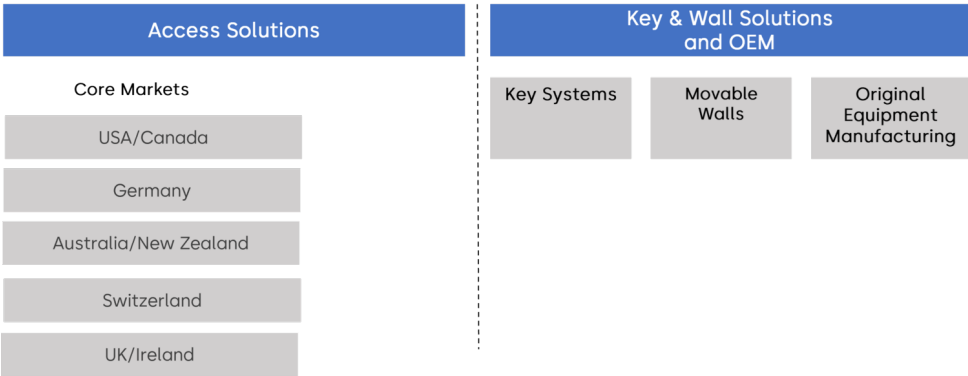 Access Solutions
Core Markets
USA/Canada
Germany
Australia/New Zealand
Switzerland
UK/Ireland
Key & Wall Solutions
and OEM
Key Systems
Movable
Walls
Original
Equipment
Manufacturing